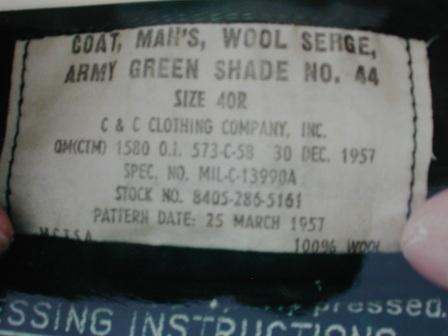 COAT, MAN'S, WOOL SERGE,
ARMY GREEN SHADE NO. 44
SIZE 40R
C & C CLOTHING COMPANY, INC.
QM(CTM) 1580 O.I. 573-C-58 30 DEC. 1957
SPEC. NO. MIL-C-13990A
STOCK NO. 8405-286-5161
PATTERN DATE: 25 MARCH 1957
MCTSA 100% WOOL
pressed.
ESSING INSTRUCTIONS